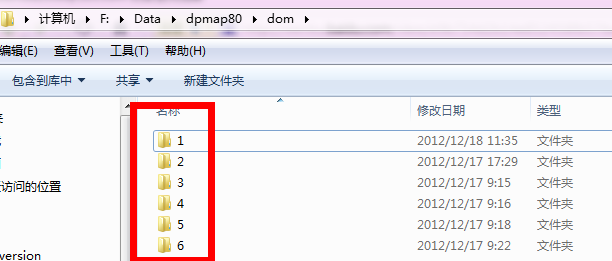 计算机 F: Data dpmap80 dom
编辑(E) 查看(V) 工具(T) 帮助(H)
包含到库中 共享 新建文件夹
名称 修改日期 类型
1 2012/12/18 11:35 文件夹
2 2012/12/17 17:29 文件夹
3 2012/12/17 9:15 文件夹
访问的位置 4 2012/12/17 9:16 文件夹
5 2012/12/17 9:18 文件夹
6 2012/12/17 9:22 文件夹
version